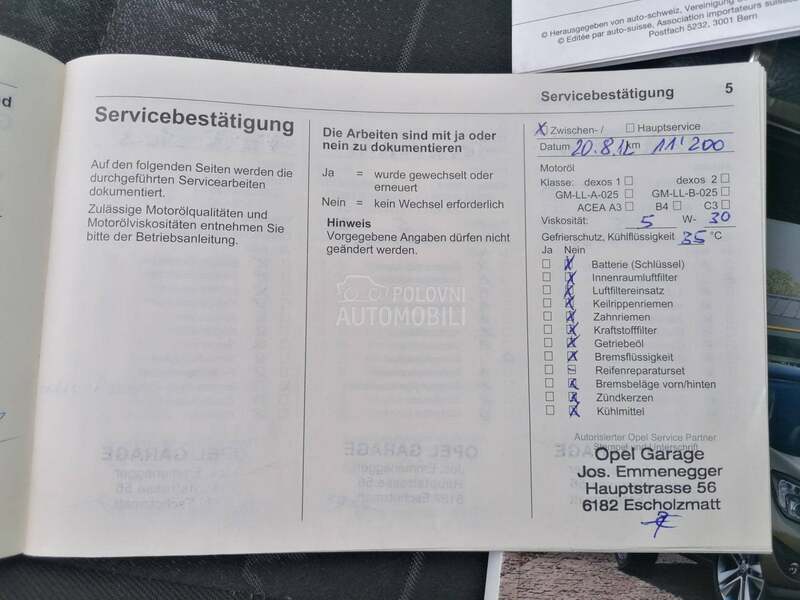 © Herausgegeben von auto-schweiz, Vereinigung
© Editée par auto-suisse, Association importateurs suisses
Postfach 5232, 3001 Bern
Servicebestätigung
Auf den folgenden Seiten werden die
durchgeführten Servicearbeiten
dokumentiert.
Zulässige Motorölqualitäten und
Motorölviskositäten entnehmen Sie
bitte der Betriebsanleitung.
Die Arbeiten sind mit ja oder
nein zu dokumentieren
Ja = wurde gewechselt oder
erneuert
Nein = kein Wechsel erforderlich
Hinweis
Vorgegebene Angaben dürfen nicht
geändert werden.
POLOVNI
AUTOMOBILI
Servicebestätigung 5
X Zwischen-/ ☐ Hauptservice
Datum 20.8.12 km 11'200
Motoröl
Klasse: dexos 1 ☐ dexos 2 ☐
GM-LL-A-025 ☐ GM-LL-B-025 ☐
ACEA A3 ☐ B4 ☐ C3 ☐
Viskosität: 5 W- 30
Gefrierschutz, Kühlflüssigkeit 35 °C
Ja Nein
☐ X Batterie (Schlüssel)
☐ X Innenraumluftfilter
☐ X Luftfiltereinsatz
☐ X Keilrippenriemen
☐ X Zahnriemen
☐ X Kraftstofffilter
☐ X Getriebeöl
☐ X Bremsflüssigkeit
☐ ☐ Reifenreparaturset
☐ X Bremsbeläge vorn/hinten
☐ X Zündkerzen
☐ X Kühlmittel
Autorisierter Opel Service Partner
Stempel und Unterschrift
Opel Garage
Jos. Emmenegger
Hauptstrasse 56
6182 Escholzmatt